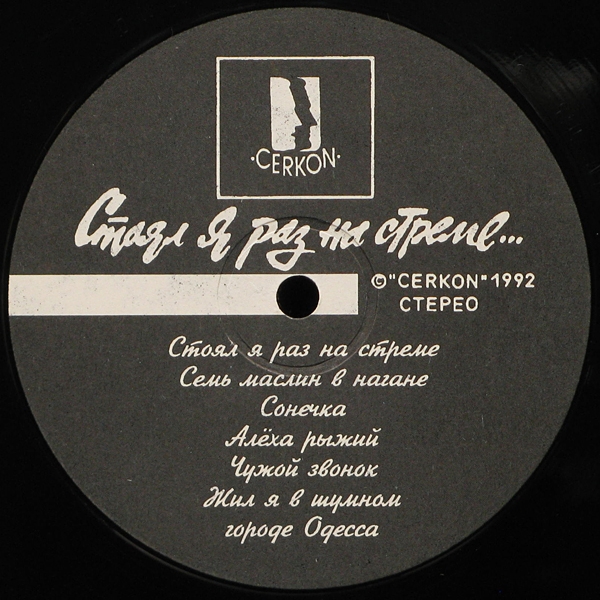 ·CERKON·
Стоял я раз на стреме...
©"CERKON" 1992
СТЕРЕО
Стоял я раз на стреме
Семь маслин в нагане
Сонечка
Алёха рыжий
Чужой звонок
Жил я в шумном
городе Одесса